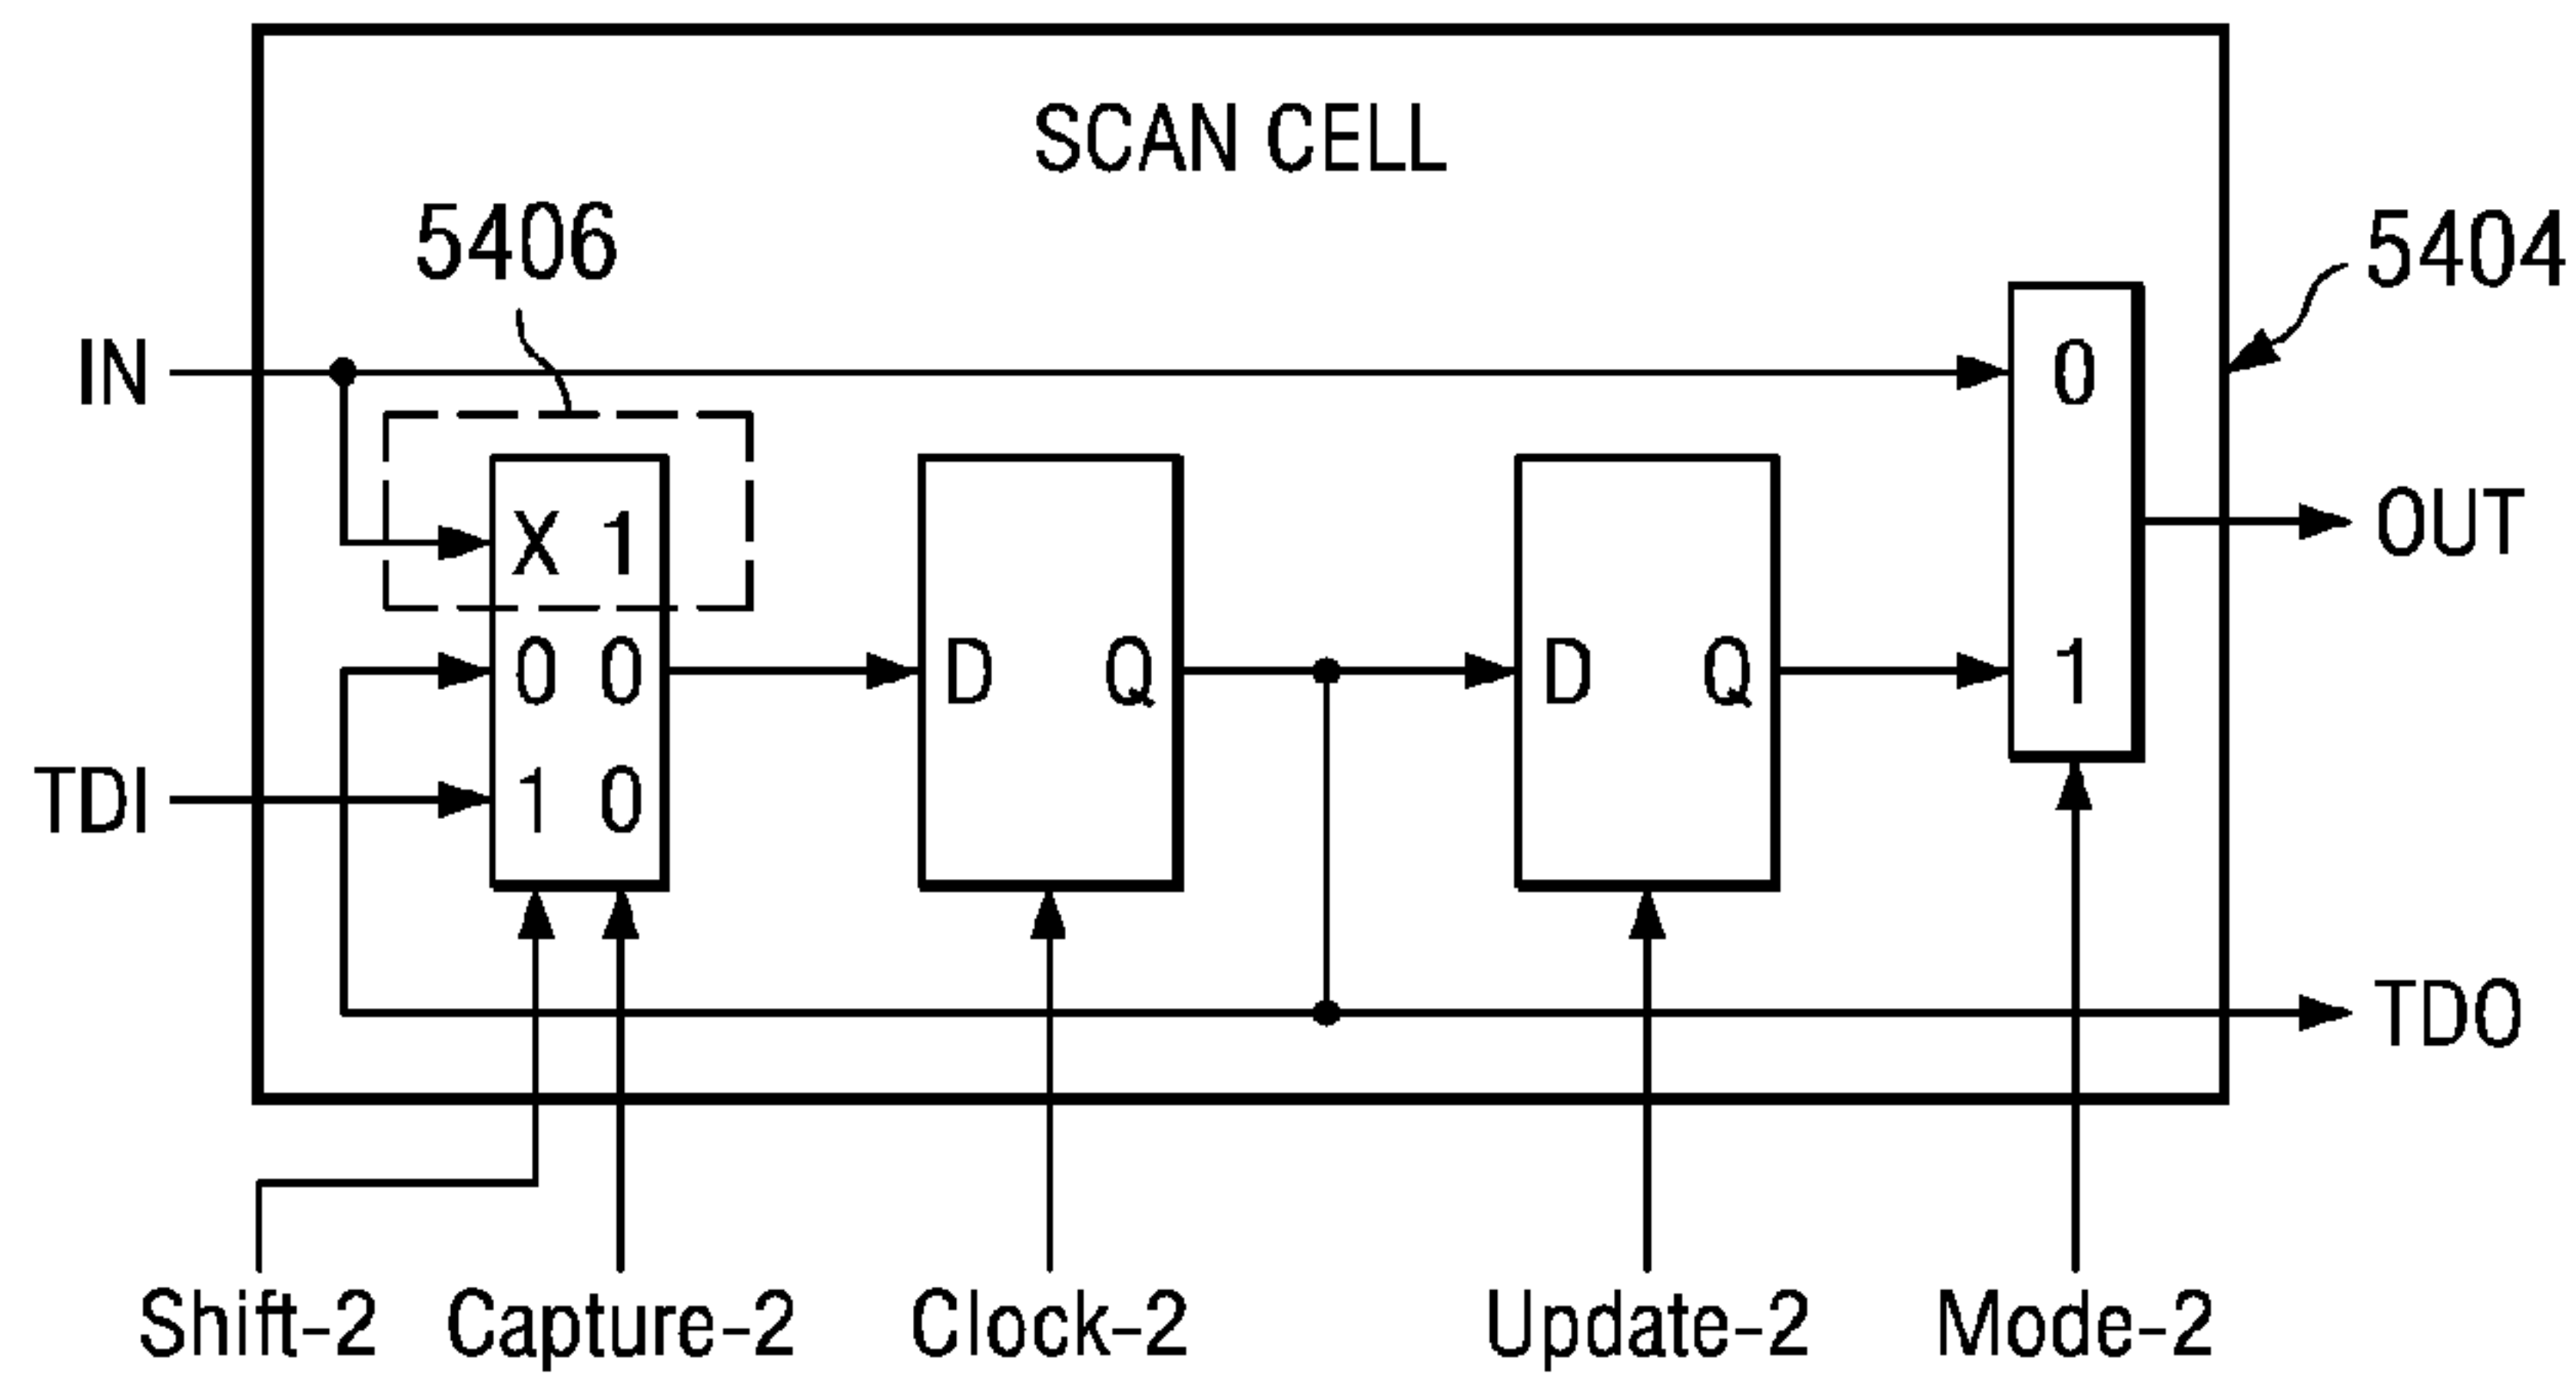 SCAN CELL
5406
5404
IN
0
X 1
OUT
0 0
D Q
D Q
1
TDI
1 0
TDO
Shift-2
Capture-2
Clock-2
Update-2
Mode-2